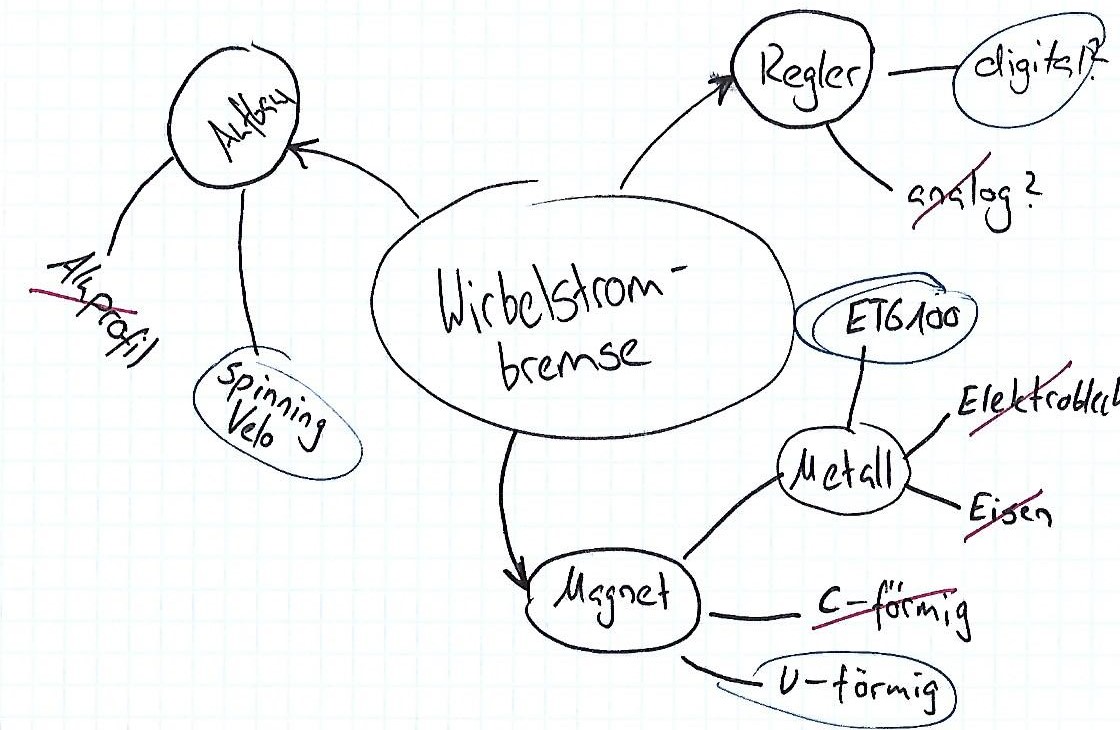 Regler
digital?
analog?
Aufbau
Aluprofil
Spinning
Velo
Wirbelstrom-
bremse
ETG100
Metall
Elektroblech
Eisen
Magnet
C-förmig
U-förmig